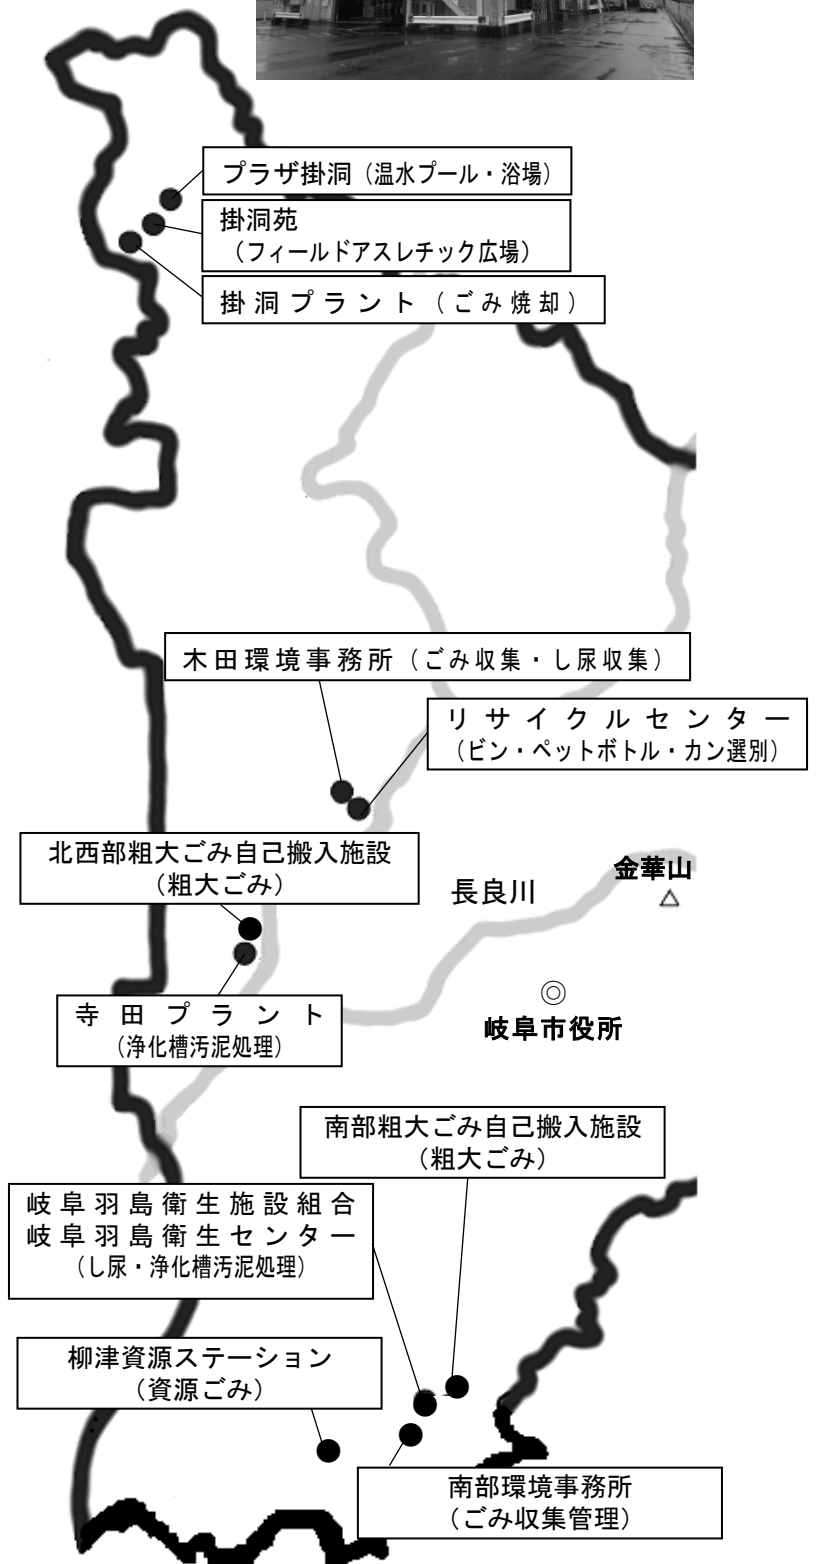 プラザ掛洞（温水プール・浴場）
掛洞苑
（フィールドアスレチック広場）
掛洞プラント（ごみ焼却）
木田環境事務所（ごみ収集・し尿収集）
リサイクルセンター
（ビン・ペットボトル・カン選別）
北西部粗大ごみ自己搬入施設
（粗大ごみ）
長良川
金華山
寺田プラント
（浄化槽汚泥処理）
岐阜市役所
南部粗大ごみ自己搬入施設
（粗大ごみ）
岐阜羽島衛生施設組合
岐阜羽島衛生センター
（し尿・浄化槽汚泥処理）
柳津資源ステーション
（資源ごみ）
南部環境事務所
（ごみ収集管理）